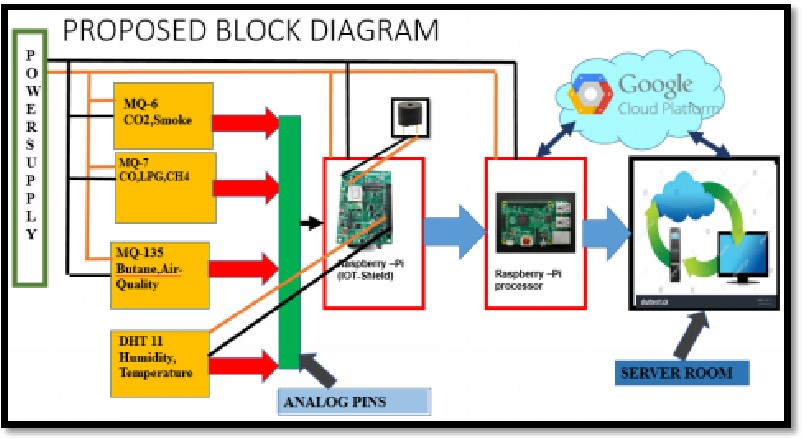 PROPOSED BLOCK DIAGRAM
POWERSUPPLY
MQ-6
CO2,Smoke
MQ-7
CO,LPG,CH4
MQ-135
Butane,Air-
Quality
DHT 11
Humidity,
Temperature
ANALOG PINS
Raspberry –Pi
(IOT-Shield)
Raspberry –Pi
processor
Google
Cloud Platform
SERVER ROOM